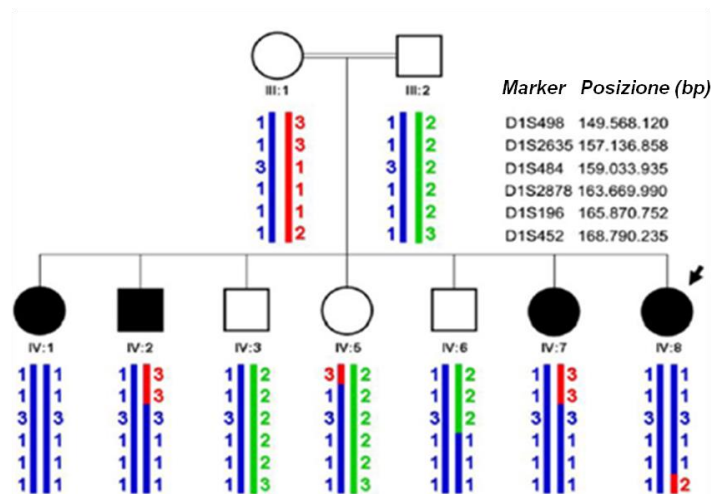 Marker Posizione (bp)
III:1 III:2
1 3 1 2 D1S498 149.568.120
1 3 1 2 D1S2635 157.136.858
3 1 3 2 D1S484 159.033.935
1 1 1 2 D1S2878 163.669.990
1 1 1 2 D1S196 165.870.752
1 2 1 3 D1S452 168.790.235
IV:1 IV:2 IV:3 IV:5 IV:6 IV:7 IV:8
1 1 1 3 1 2 3 2 1 2 1 3 1 1
1 1 1 3 1 2 1 2 1 2 1 3 1 1
3 3 3 3 3 2 3 2 3 2 3 3 3 3
1 1 1 1 1 2 1 2 1 1 1 1 1 1
1 1 1 1 1 2 1 2 1 1 1 1 1 1
1 1 1 1 1 3 1 3 1 1 1 1 1 2